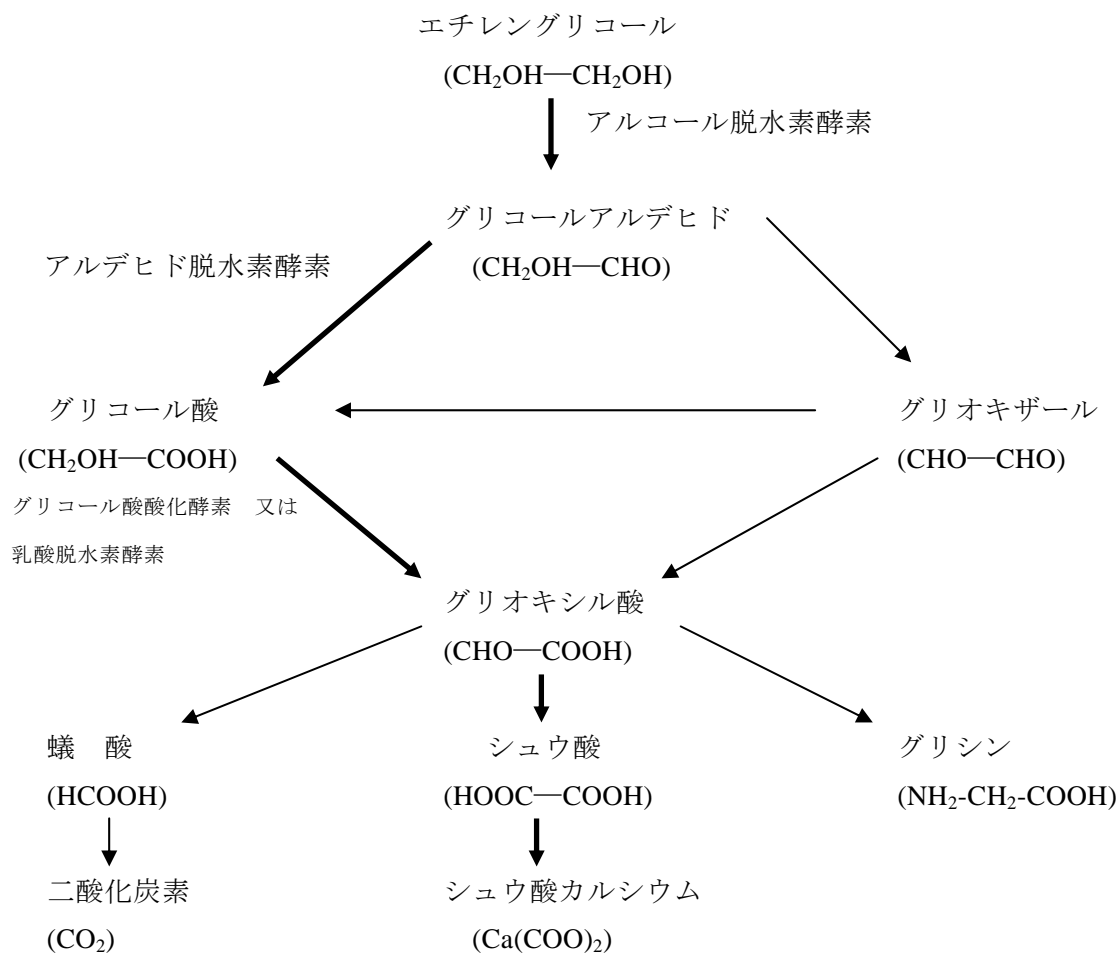 エチレングリコール
(CH₂OH—CH₂OH)
アルコール脱水素酵素
グリコールアルデヒド
アルデヒド脱水素酵素
(CH₂OH—CHO)
グリコール酸
グリオキザール
(CH₂OH—COOH)
(CHO—CHO)
グリコール酸酸化酵素　又は
乳酸脱水素酵素
グリオキシル酸
(CHO—COOH)
蟻　酸
シュウ酸
グリシン
(HCOOH)
(HOOC—COOH)
(NH₂-CH₂-COOH)
二酸化炭素
シュウ酸カルシウム
(CO₂)
(Ca(COO)₂)